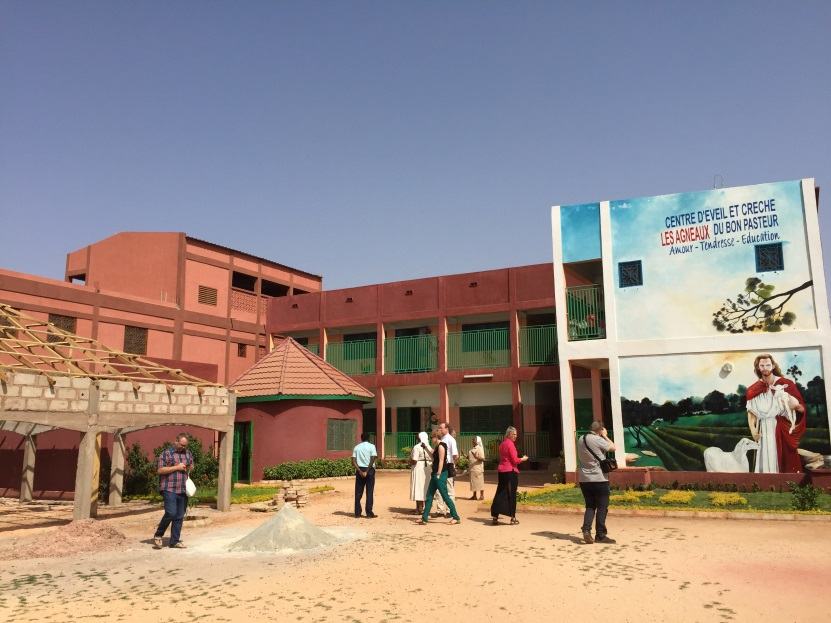 CENTRE D'EVEIL ET CRECHE
LES AGNEAUX DU BON PASTEUR
Amour - Tendresse - Education